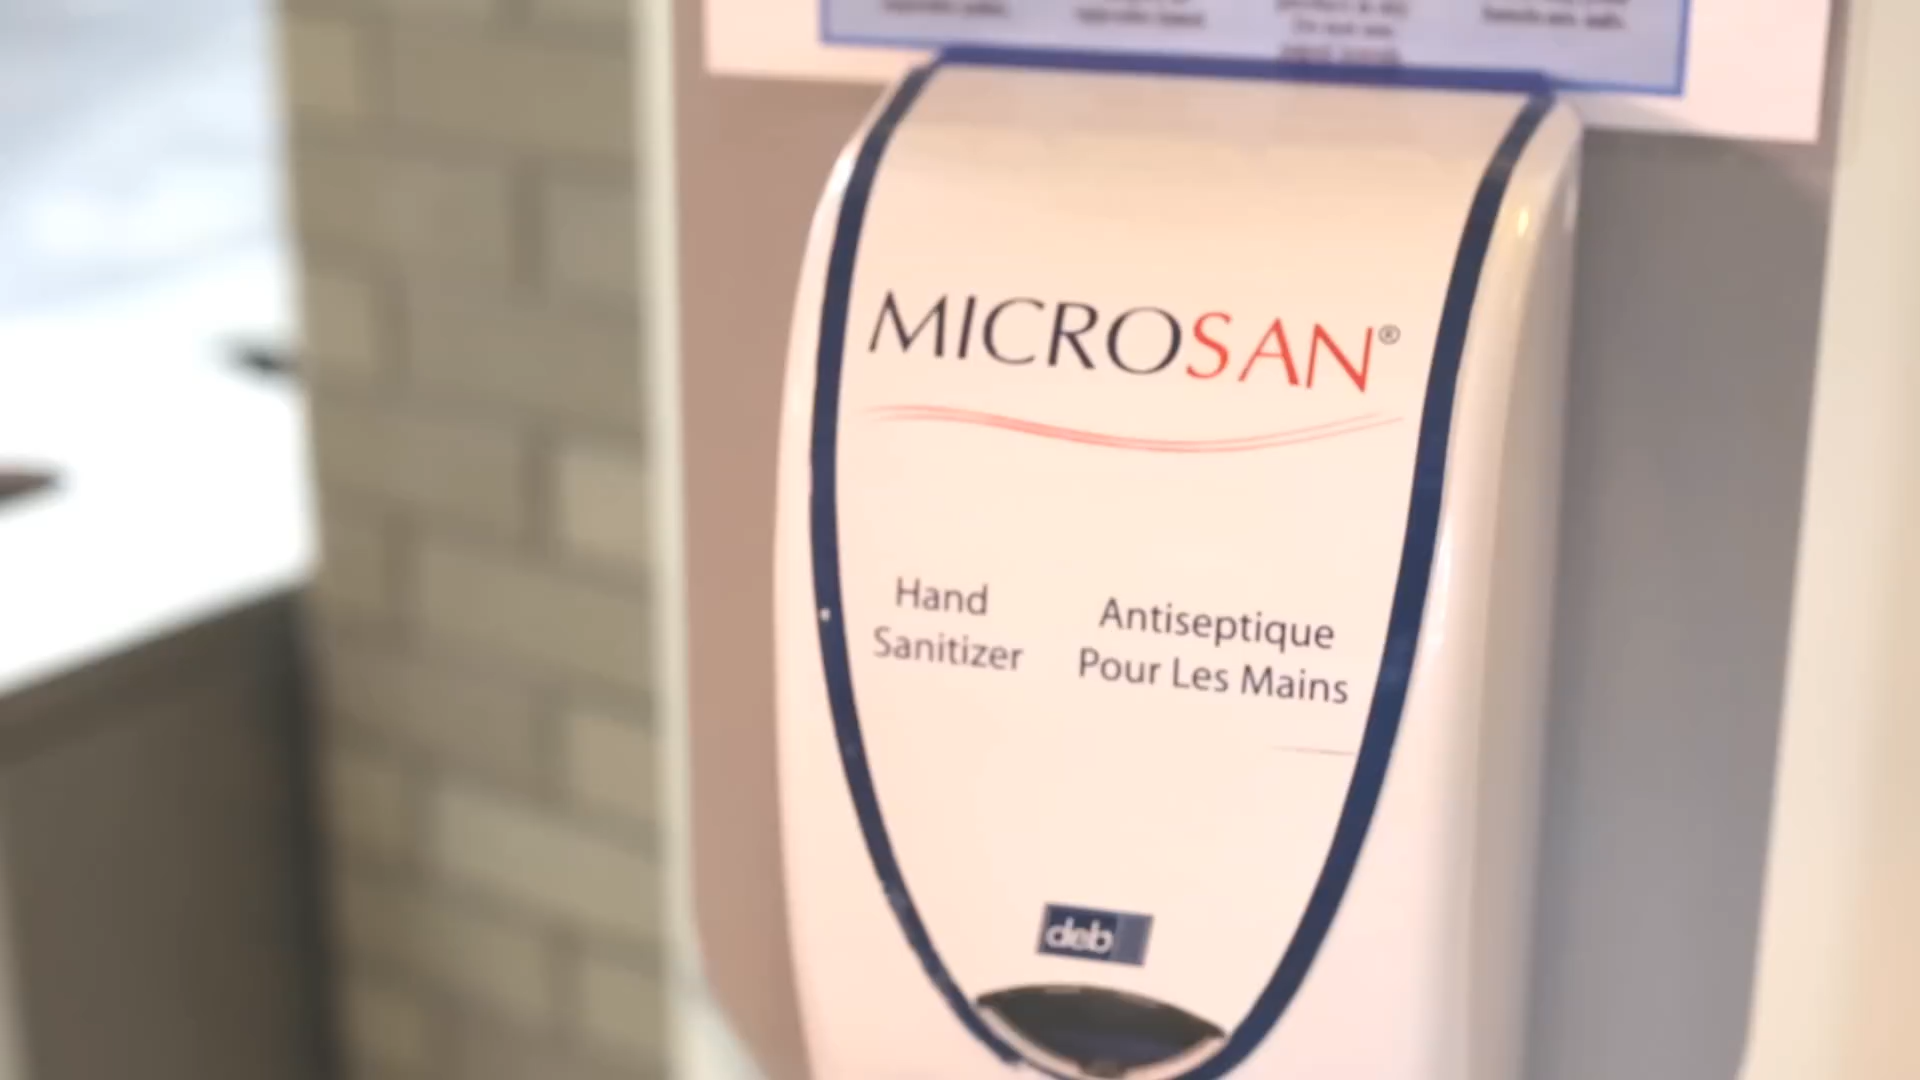 MICROSAN®
Hand
Sanitizer
Antiseptique
Pour Les Mains
deb